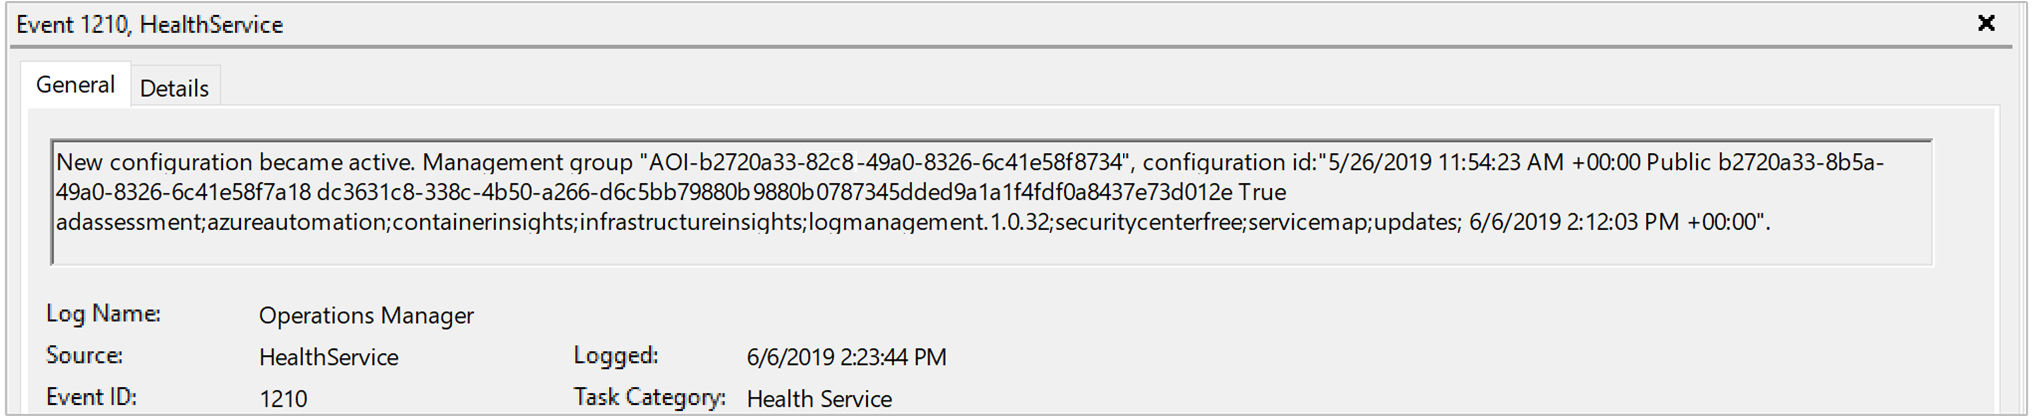 Event 1210, HealthService
General
Details
New configuration became active. Management group "AOI-b2720a33-82c8-49a0-8326-6c41e58f8734", configuration id:"5/26/2019 11:54:23 AM +00:00 Public b2720a33-8b5a-
49a0-8326-6c41e58f7a18 dc3631c8-338c-4b50-a266-d6c5bb79880b9880b0787345dded9a1a1f4fdf0a8437e73d012e True
adassessment;azureautomation;containerinsights;infrastructureinsights;logmanagement.1.0.32;securitycenterfree;servicemap;updates; 6/6/2019 2:12:03 PM +00:00".
Log Name: Operations Manager
Source: HealthService Logged: 6/6/2019 2:23:44 PM
Event ID: 1210 Task Category: Health Service